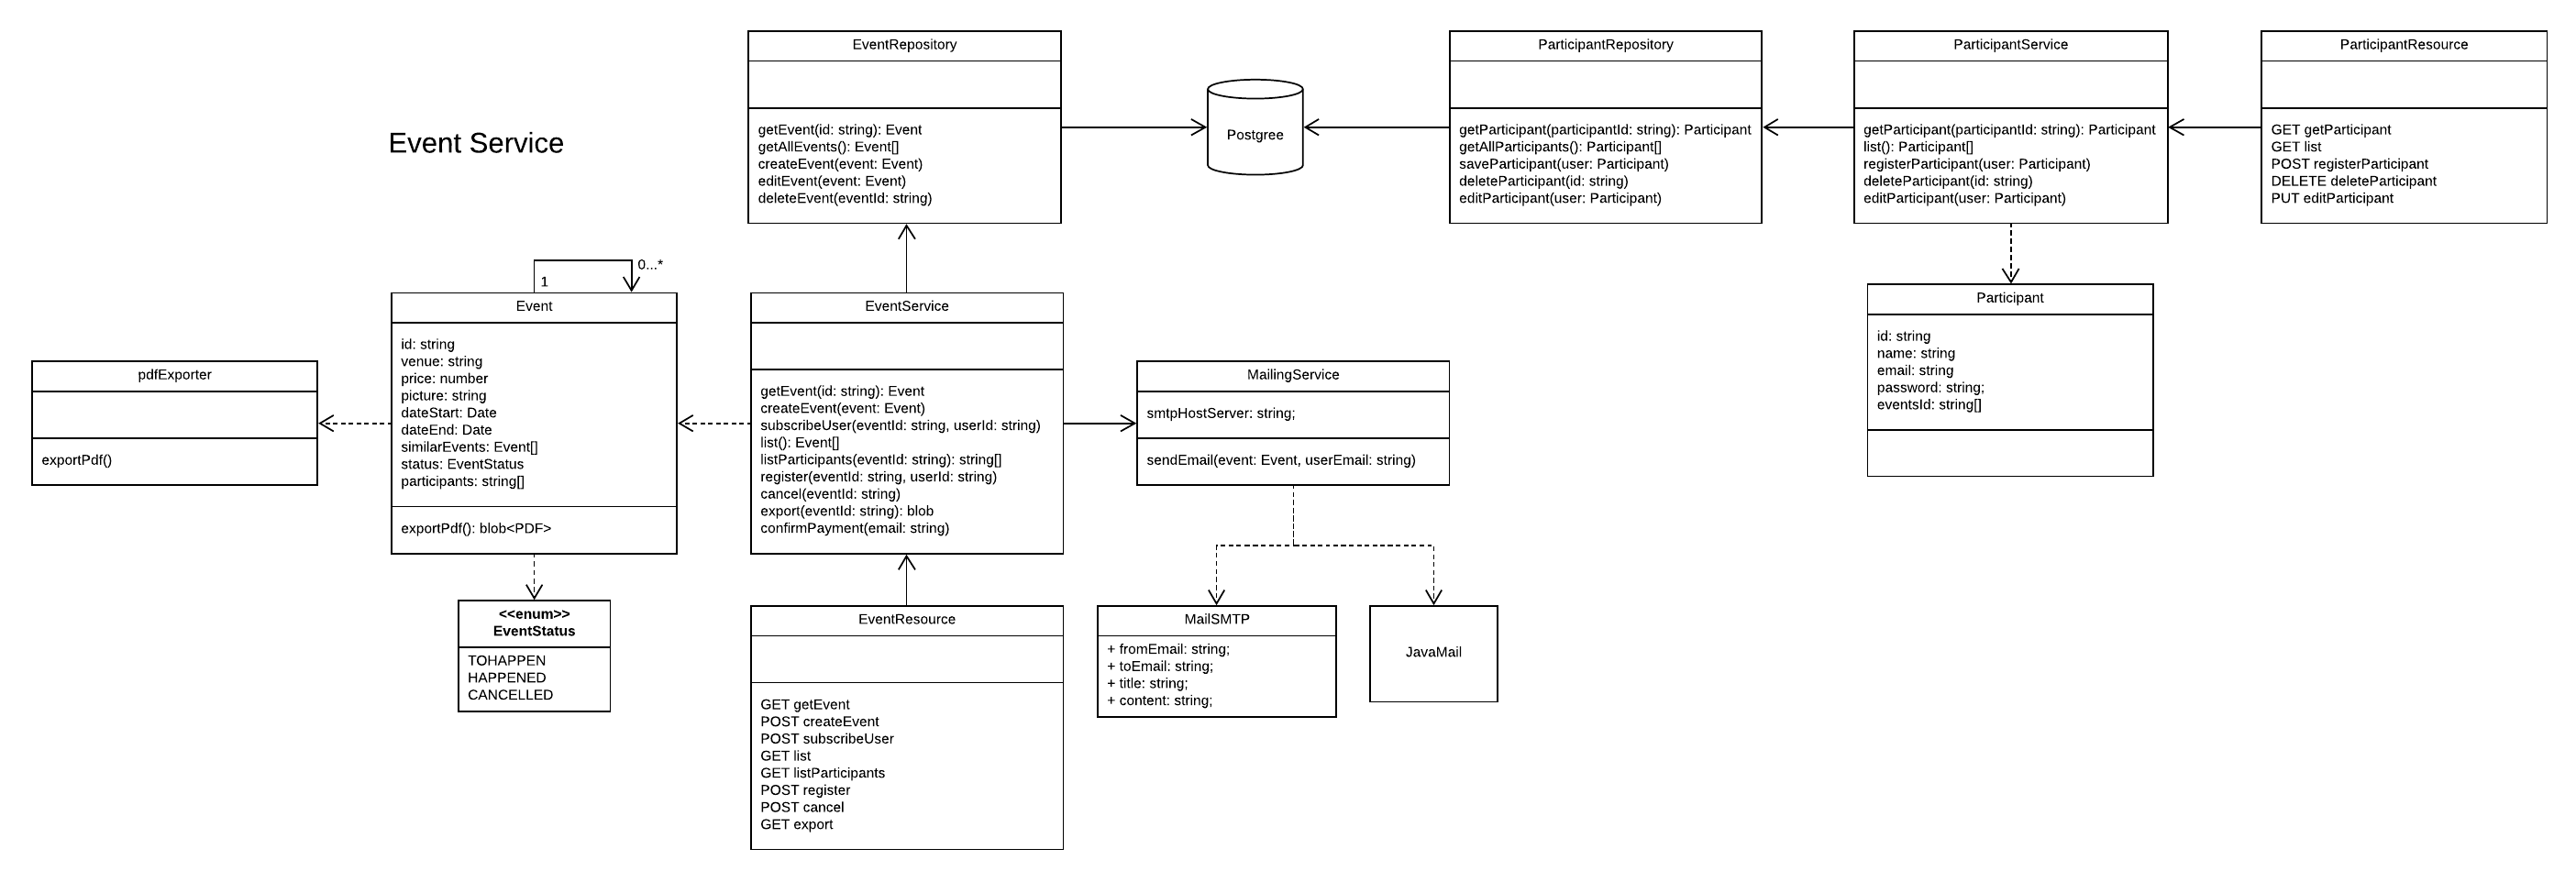 Event Service
EventRepository
getEvent(id: string): Event
getAllEvents(): Event[]
createEvent(event: Event)
editEvent(event: Event)
deleteEvent(eventId: string)
Postgree
ParticipantRepository
getParticipant(participantId: string): Participant
getAllParticipants(): Participant[]
saveParticipant(user: Participant)
deleteParticipant(id: string)
editParticipant(user: Participant)
ParticipantService
getParticipant(participantId: string): Participant
list(): Participant[]
registerParticipant(user: Participant)
deleteParticipant(id: string)
editParticipant(user: Participant)
ParticipantResource
GET getParticipant
GET list
POST registerParticipant
DELETE deleteParticipant
PUT editParticipant
pdfExporter
exportPdf()
1
0...*
Event
id: string
venue: string
price: number
picture: string
dateStart: Date
dateEnd: Date
similarEvents: Event[]
status: EventStatus
participants: string[]
exportPdf(): blob<PDF>
<<enum>>
EventStatus
TOHAPPEN
HAPPENED
CANCELLED
EventService
getEvent(id: string): Event
createEvent(event: Event)
subscribeUser(eventId: string, userId: string)
list(): Event[]
listParticipants(eventId: string): string[]
register(eventId: string, userId: string)
cancel(eventId: string)
export(eventId: string): blob
confirmPayment(email: string)
EventResource
GET getEvent
POST createEvent
POST subscribeUser
GET list
GET listParticipants
POST register
POST cancel
GET export
MailingService
smtpHostServer: string;
sendEmail(event: Event, userEmail: string)
MailSMTP
+ fromEmail: string;
+ toEmail: string;
+ title: string;
+ content: string;
JavaMail
Participant
id: string
name: string
email: string
password: string;
eventsId: string[]